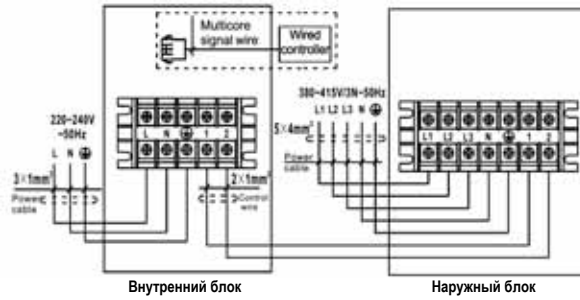 Multicore
signal wire
Wired
controller
220~240V
~50Hz
L N
3×1mm²
Power
cable
L N 1 2
2×1mm²
Control
wire
380~415V/3N~50Hz
L1 L2 L3 N
5×4mm²
Power
cable
L1 L2 L3 N 1 2
Внутренний блок
Наружный блок